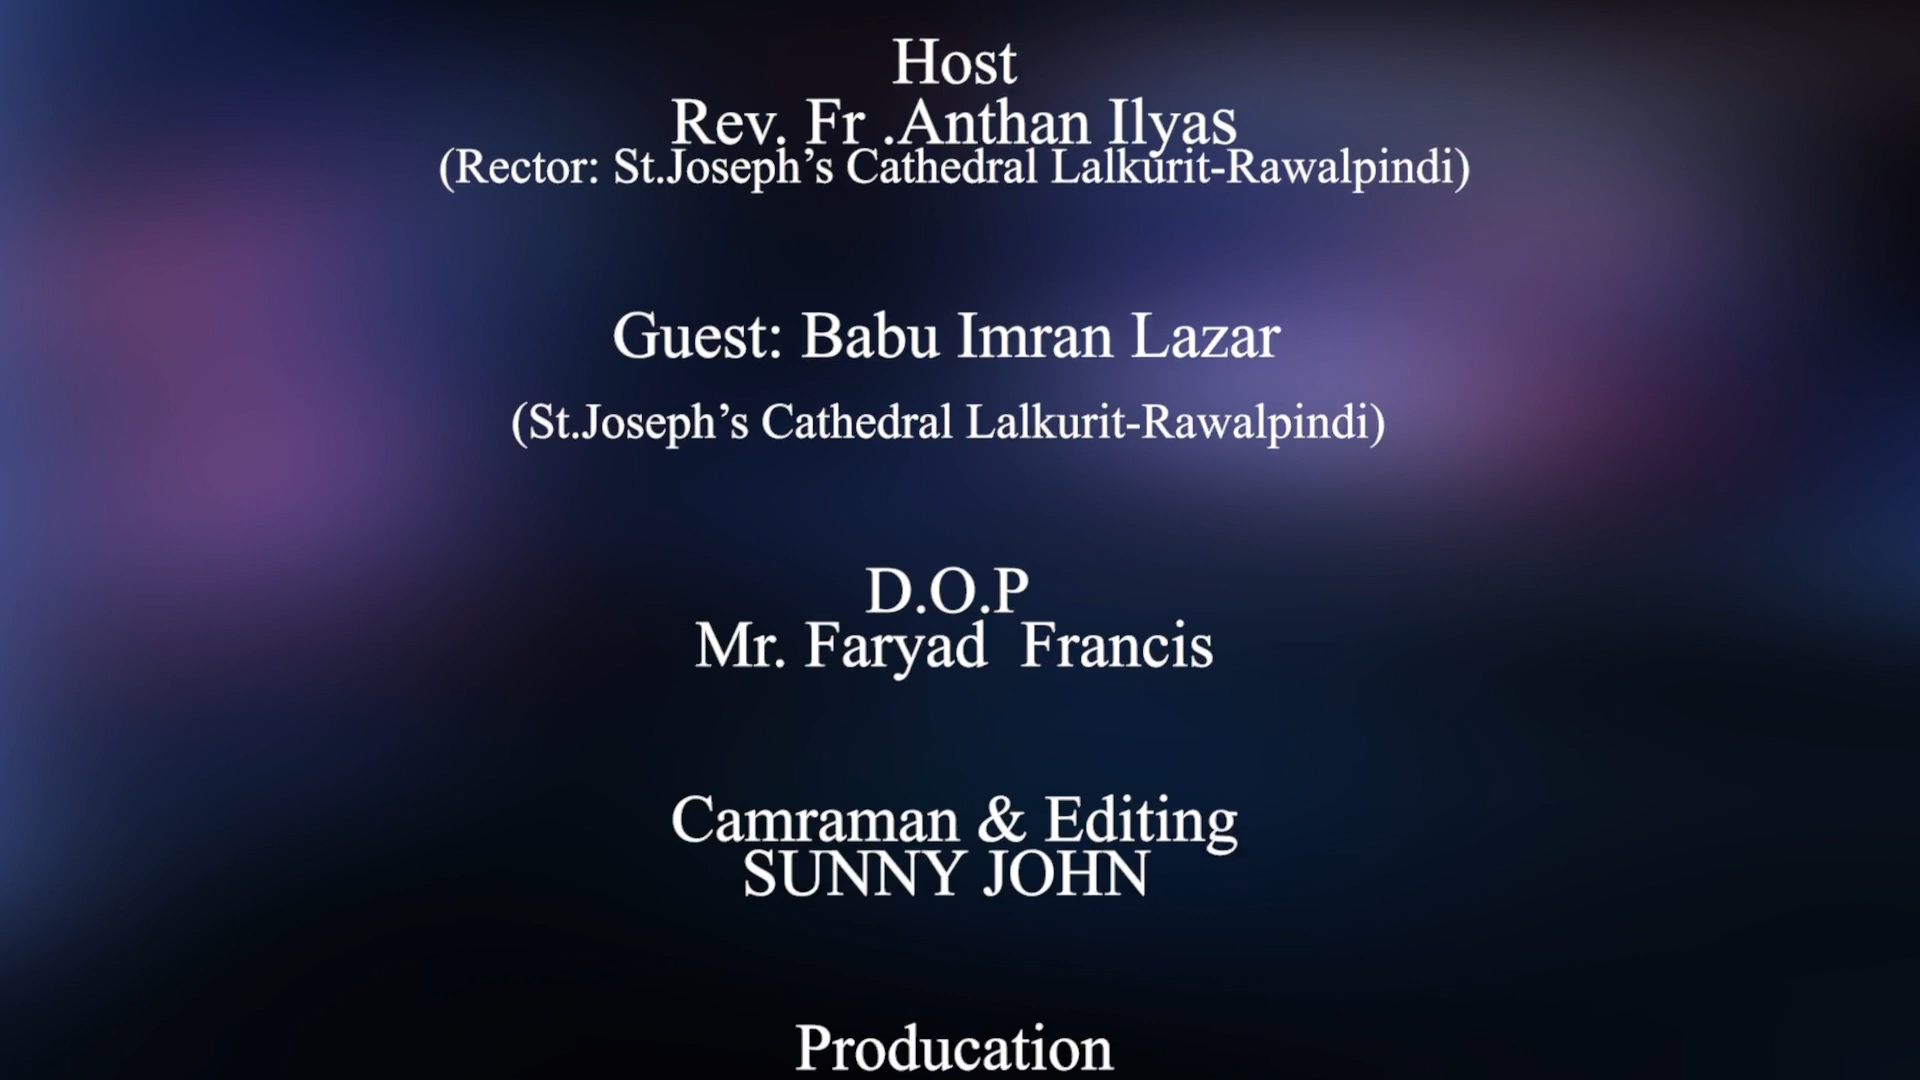 Host
Rev. Fr .Anthan Ilyas
(Rector: St.Joseph’s Cathedral Lalkurit-Rawalpindi)
Guest: Babu Imran Lazar
(St.Joseph’s Cathedral Lalkurit-Rawalpindi)
D.O.P
Mr. Faryad  Francis
Camraman & Editing
SUNNY JOHN
Producation